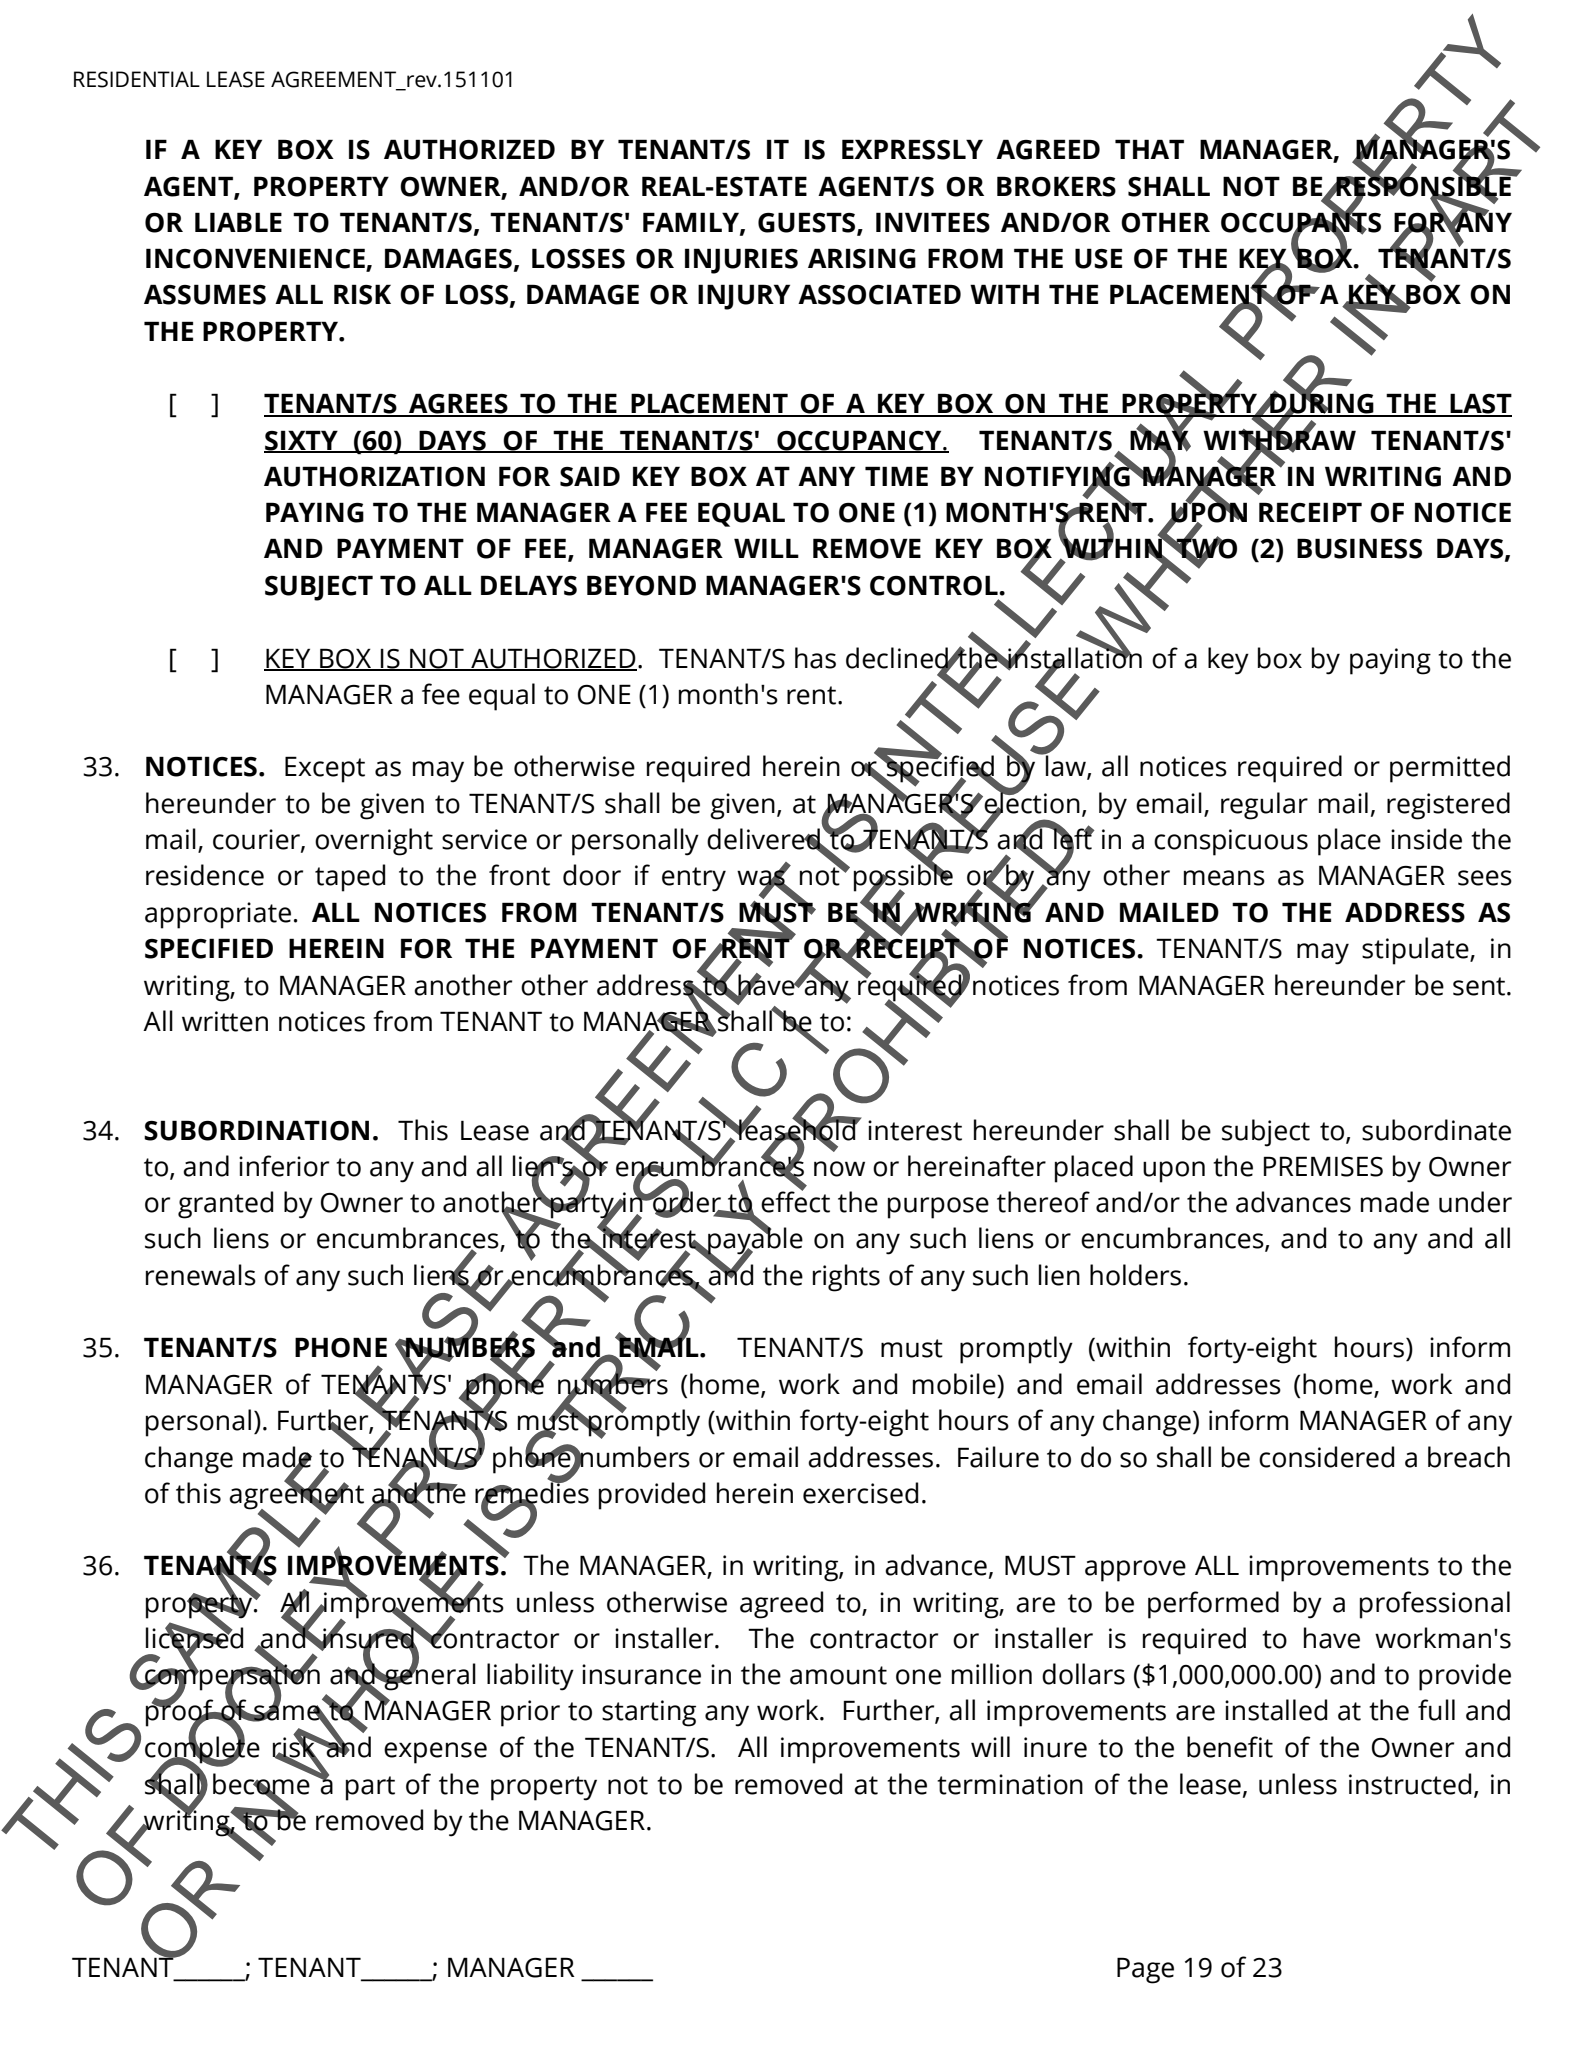 RESIDENTIAL LEASE AGREEMENT_rev.151101
IF A KEY BOX IS AUTHORIZED BY TENANT/S IT IS EXPRESSLY AGREED THAT MANAGER, MANAGER'S
AGENT, PROPERTY OWNER, AND/OR REAL-ESTATE AGENT/S OR BROKERS SHALL NOT BE RESPONSIBLE
OR LIABLE TO TENANT/S, TENANT/S' FAMILY, GUESTS, INVITEES AND/OR OTHER OCCUPANTS FOR ANY
INCONVENIENCE, DAMAGES, LOSSES OR INJURIES ARISING FROM THE USE OF THE KEY BOX. TENANT/S
ASSUMES ALL RISK OF LOSS, DAMAGE OR INJURY ASSOCIATED WITH THE PLACEMENT OF A KEY BOX ON
THE PROPERTY.
[ ] TENANT/S AGREES TO THE PLACEMENT OF A KEY BOX ON THE PROPERTY DURING THE LAST
SIXTY (60) DAYS OF THE TENANT/S' OCCUPANCY. TENANT/S MAY WITHDRAW TENANT/S'
AUTHORIZATION FOR SAID KEY BOX AT ANY TIME BY NOTIFYING MANAGER IN WRITING AND
PAYING TO THE MANAGER A FEE EQUAL TO ONE (1) MONTH'S RENT. UPON RECEIPT OF NOTICE
AND PAYMENT OF FEE, MANAGER WILL REMOVE KEY BOX WITHIN TWO (2) BUSINESS DAYS,
SUBJECT TO ALL DELAYS BEYOND MANAGER'S CONTROL.
[ ] KEY BOX IS NOT AUTHORIZED. TENANT/S has declined the installation of a key box by paying to the
MANAGER a fee equal to ONE (1) month's rent.
33. NOTICES. Except as may be otherwise required herein or specified by law, all notices required or permitted
hereunder to be given to TENANT/S shall be given, at MANAGER'S election, by email, regular mail, registered
mail, courier, overnight service or personally delivered to TENANT/S and left in a conspicuous place inside the
residence or taped to the front door if entry was not possible or by any other means as MANAGER sees
appropriate. ALL NOTICES FROM TENANT/S MUST BE IN WRITING AND MAILED TO THE ADDRESS AS
SPECIFIED HEREIN FOR THE PAYMENT OF RENT OR RECEIPT OF NOTICES. TENANT/S may stipulate, in
writing, to MANAGER another other address to have any required notices from MANAGER hereunder be sent.
All written notices from TENANT to MANAGER shall be to:
34. SUBORDINATION. This Lease and TENANT/S' leasehold interest hereunder shall be subject to, subordinate
to, and inferior to any and all lien's or encumbrance's now or hereinafter placed upon the PREMISES by Owner
or granted by Owner to another party in order to effect the purpose thereof and/or the advances made under
such liens or encumbrances, to the interest payable on any such liens or encumbrances, and to any and all
renewals of any such liens or encumbrances, and the rights of any such lien holders.
35. TENANT/S PHONE NUMBERS and EMAIL. TENANT/S must promptly (within forty-eight hours) inform
MANAGER of TENANT/S' phone numbers (home, work and mobile) and email addresses (home, work and
personal). Further, TENANT/S must promptly (within forty-eight hours of any change) inform MANAGER of any
change made to TENANT/S' phone numbers or email addresses. Failure to do so shall be considered a breach
of this agreement and the remedies provided herein exercised.
36. TENANT/S IMPROVEMENTS. The MANAGER, in writing, in advance, MUST approve ALL improvements to the
property. All improvements unless otherwise agreed to, in writing, are to be performed by a professional
licensed and insured contractor or installer. The contractor or installer is required to have workman's
compensation and general liability insurance in the amount one million dollars ($1,000,000.00) and to provide
proof of same to MANAGER prior to starting any work. Further, all improvements are installed at the full and
complete risk and expense of the TENANT/S. All improvements will inure to the benefit of the Owner and
shall become a part of the property not to be removed at the termination of the lease, unless instructed, in
writing, to be removed by the MANAGER.
TENANT______; TENANT______; MANAGER ______ Page 19 of 23
THIS SAMPLE LEASE AGREEMENT IS INTELLECTUAL PROPERTY
OF DOOLEY PROPERTIES LLC | THE REUSE WHETHER IN PART
OR IN WHOLE IS STRICTLY PROHIBITED.